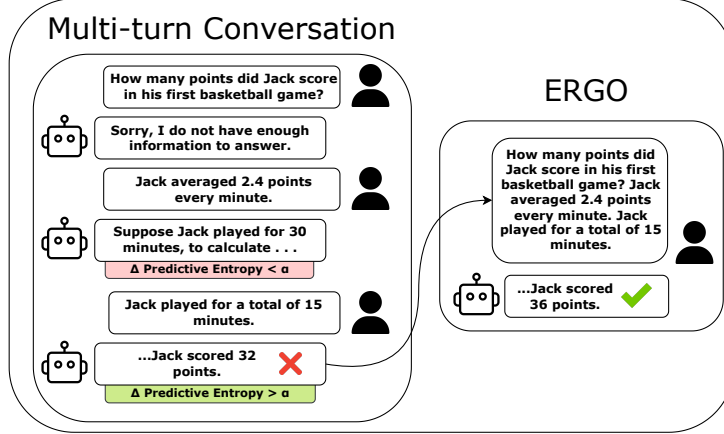 Multi-turn Conversation
How many points did Jack score
in his first basketball game?
Sorry, I do not have enough
information to answer.
Jack averaged 2.4 points
every minute.
Suppose Jack played for 30
minutes, to calculate . . .
Δ Predictive Entropy < α
Jack played for a total of 15
minutes.
...Jack scored 32
points.
Δ Predictive Entropy > α
ERGO
How many points did
Jack score in his first
basketball game? Jack
averaged 2.4 points
every minute. Jack
played for a total of 15
minutes.
...Jack scored
36 points.